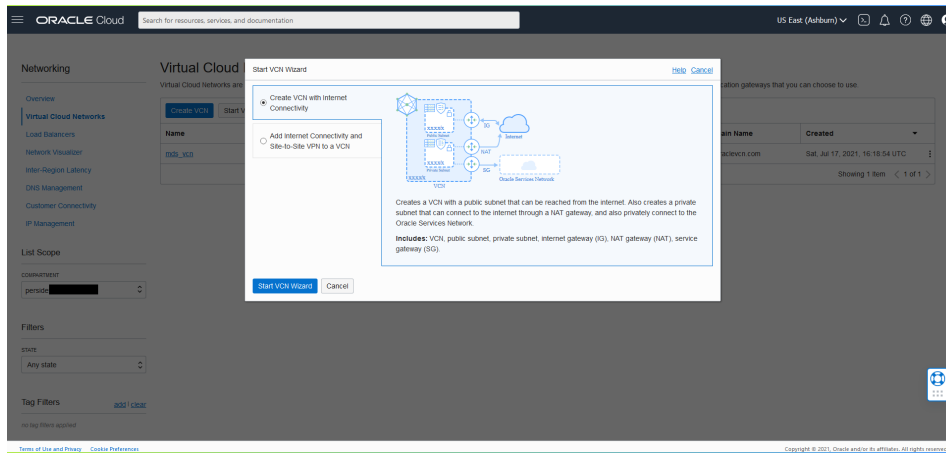 ORACLE Cloud
Search for resources, services, and documentation
US East (Ashburn)
Networking
Overview
Virtual Cloud Networks
Load Balancers
Network Visualizer
Inter-Region Latency
DNS Management
Customer Connectivity
IP Management
List Scope
COMPARTMENT
perside
Filters
STATE
Any state
Tag Filters
add | clear
no tag filters applied
Virtual Cloud
Virtual Cloud Networks are
Create VCN
Start V
Name
mds_vcn
Start VCN Wizard
Help Cancel
Create VCN with Internet
Connectivity
Add Internet Connectivity and
Site-to-Site VPN to a VCN
xxxxx
Public Subnet
IG
Internet
NAT
xxxxx
Private Subnet
SG
Oracle Services Network
xxxxx
VCN
Creates a VCN with a public subnet that can be reached from the internet. Also creates a private
subnet that can connect to the internet through a NAT gateway, and also privately connect to the
Oracle Services Network.
Includes: VCN, public subnet, private subnet, internet gateway (IG), NAT gateway (NAT), service
gateway (SG).
Start VCN Wizard
Cancel
cation gateways that you can choose to use.
ain Name
Created
raclevcn.com
Sat, Jul 17, 2021, 16:18:54 UTC
Showing 1 Item < 1 of 1 >
Terms of Use and Privacy
Cookie Preferences
Copyright © 2021, Oracle and/or its affiliates. All rights reserved